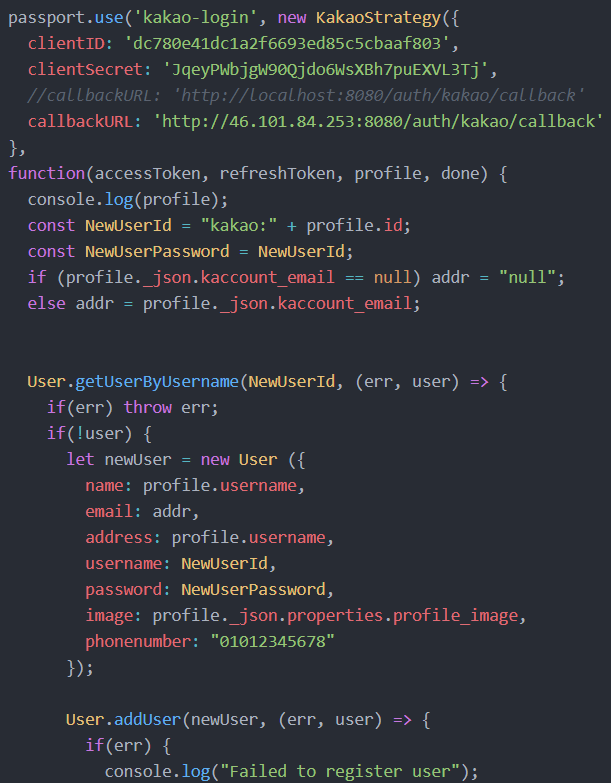 passport.use('kakao-login', new KakaoStrategy({
  clientID: 'dc780e41dc1a2f6693ed85c5cbaaf803',
  clientSecret: 'JqeyPWbjgW90Qjdo6WsXBh7puEXVL3Tj',
  //callbackURL: 'http://localhost:8080/auth/kakao/callback'
  callbackURL: 'http://46.101.84.253:8080/auth/kakao/callback'
},
function(accessToken, refreshToken, profile, done) {
  console.log(profile);
  const NewUserId = "kakao:" + profile.id;
  const NewUserPassword = NewUserId;
  if (profile._json.kaccount_email == null) addr = "null";
  else addr = profile._json.kaccount_email;
  User.getUserByUsername(NewUserId, (err, user) => {
    if(err) throw err;
    if(!user) {
      let newUser = new User ({
        name: profile.username,
        email: addr,
        address: profile.username,
        username: NewUserId,
        password: NewUserPassword,
        image: profile._json.properties.profile_image,
        phonenumber: "01012345678"
      });
      User.addUser(newUser, (err, user) => {
        if(err) {
          console.log("Failed to register user");